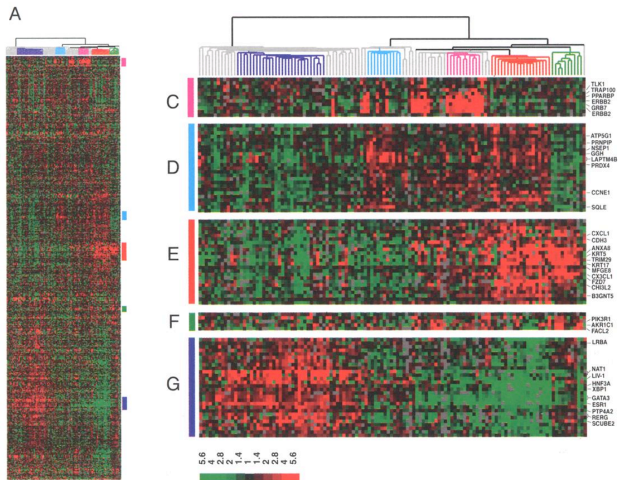 A
C
TLK1
TRAP100
PPARBP
ERBB2
GRB7
ERBB2
D
ATP5G1
PRNPIP
NSEP1
GGH
LAPTM4B
PRDX4
CCNE1
SQLE
E
CXCL1
CDH3
ANXA8
KRT5
TRIM29
KRT17
MFGE8
CX3CL1
FZD7
CHI3L2
B3GNT5
F
PIK3R1
AKR1C1
FACL2
G
LRBA
NAT1
LIV-1
HNF3A
XBP1
GATA3
ESR1
PTP4A2
RERG
SCUBE2
5.6 4 2.8 2 1.4 1.4 2 2.8 4 5.6